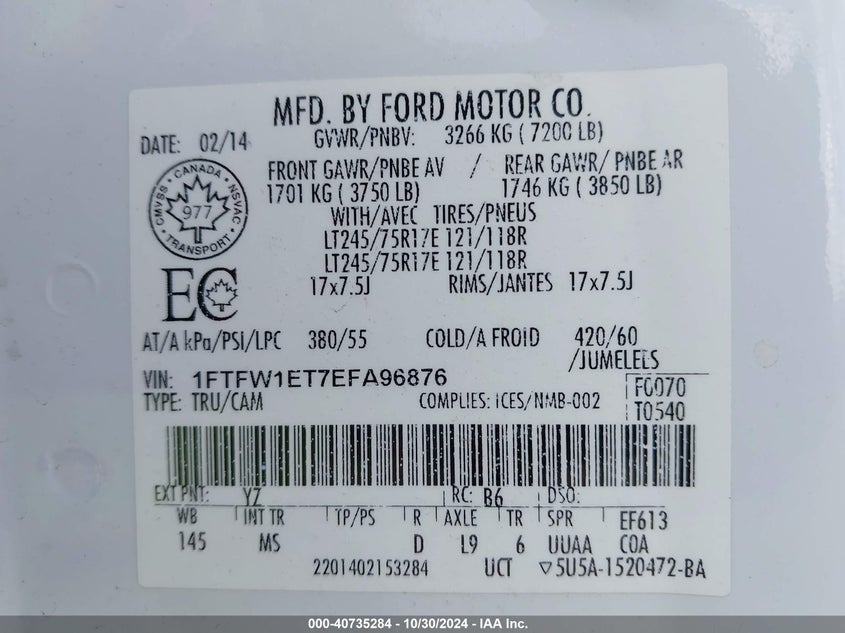 MFD. BY FORD MOTOR CO.
DATE: 02/14 GVWR/PNBV: 3266 KG ( 7200 LB)
FRONT GAWR/PNBE AV / REAR GAWR/ PNBE AR
1701 KG ( 3750 LB) 1746 KG ( 3850 LB)
WITH/AVEC TIRES/PNEUS
LT245/75R17E 121/118R
LT245/75R17E 121/118R
17x7.5J RIMS/JANTES 17x7.5J
CANADA
CMVSS NSVAC
977
TRANSPORT
EC
AT/A kPa/PSI/LPC 380/55 COLD/A FROID 420/60
/JUMELELS
VIN: 1FTFW1ET7EFA96876
TYPE: TRU/CAM COMPLIES: ICES/NMB-002
F0070
T0540
EXT PNT: YZ RC: B6 DSO:
WB INT TR TP/PS R AXLE TR SPR EF613
145 MS D L9 6 UUAA COA
2201402153284 UCT ▽5U5A-1520472-BA
000-40735284 - 10/30/2024 - IAA Inc.